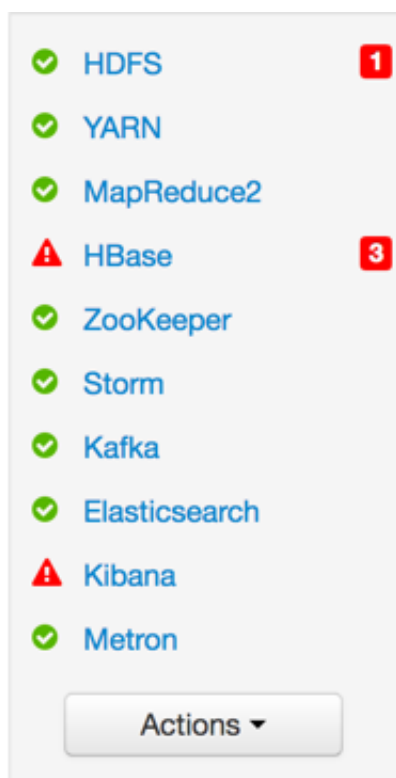 HDFS 1
YARN
MapReduce2
HBase 3
ZooKeeper
Storm
Kafka
Elasticsearch
Kibana
Metron
Actions